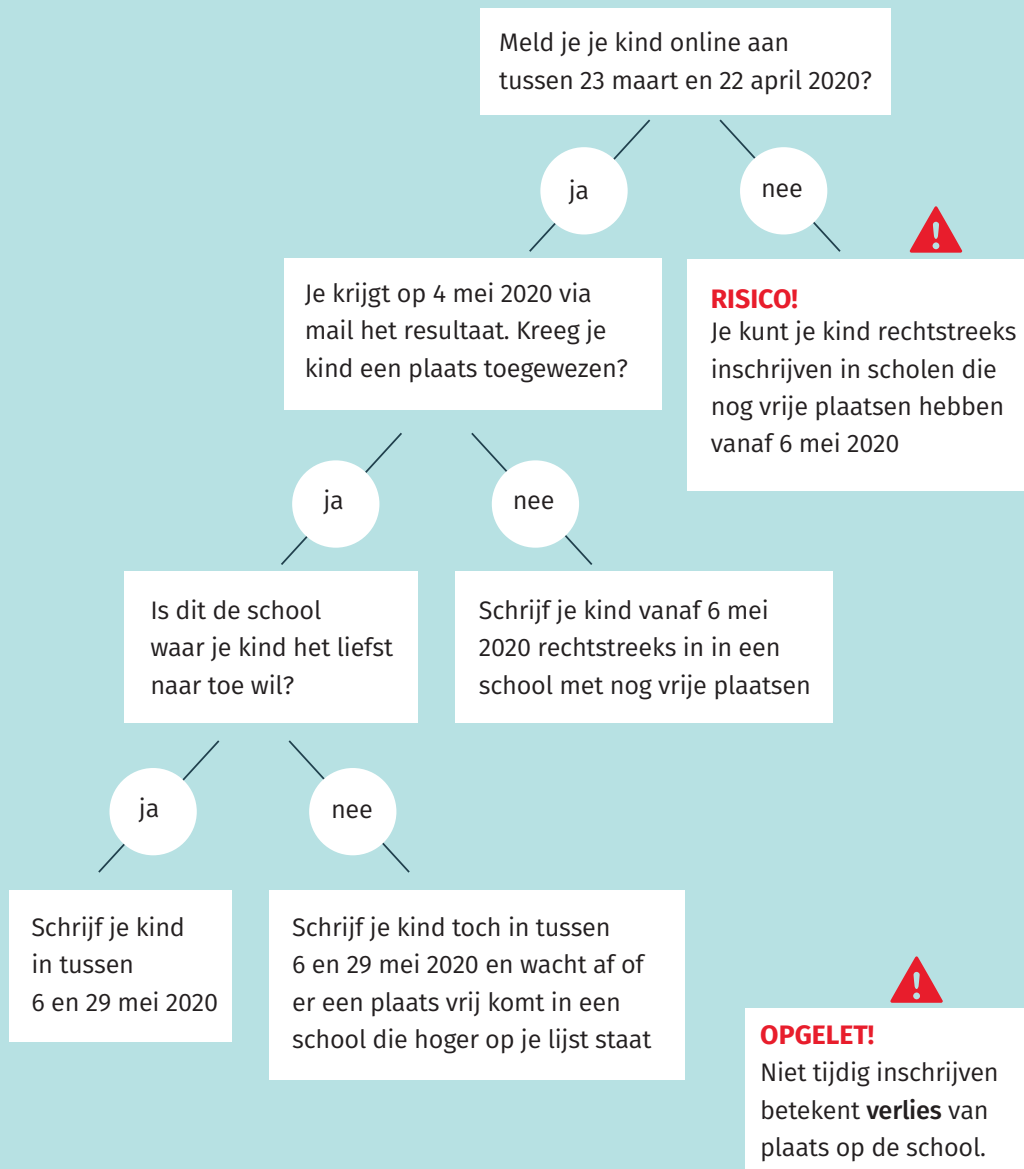 Meld je je kind online aan
tussen 23 maart en 22 april 2020?
ja
nee
Je krijgt op 4 mei 2020 via
mail het resultaat. Kreeg je
kind een plaats toegewezen?
RISICO!
Je kunt je kind rechtstreeks
inschrijven in scholen die
nog vrije plaatsen hebben
vanaf 6 mei 2020
ja
nee
Is dit de school
waar je kind het liefst
naar toe wil?
Schrijf je kind vanaf 6 mei
2020 rechtstreeks in in een
school met nog vrije plaatsen
ja
nee
Schrijf je kind
in tussen
6 en 29 mei 2020
Schrijf je kind toch in tussen
6 en 29 mei 2020 en wacht af of
er een plaats vrij komt in een
school die hoger op je lijst staat
OPGELET!
Niet tijdig inschrijven
betekent verlies van
plaats op de school.